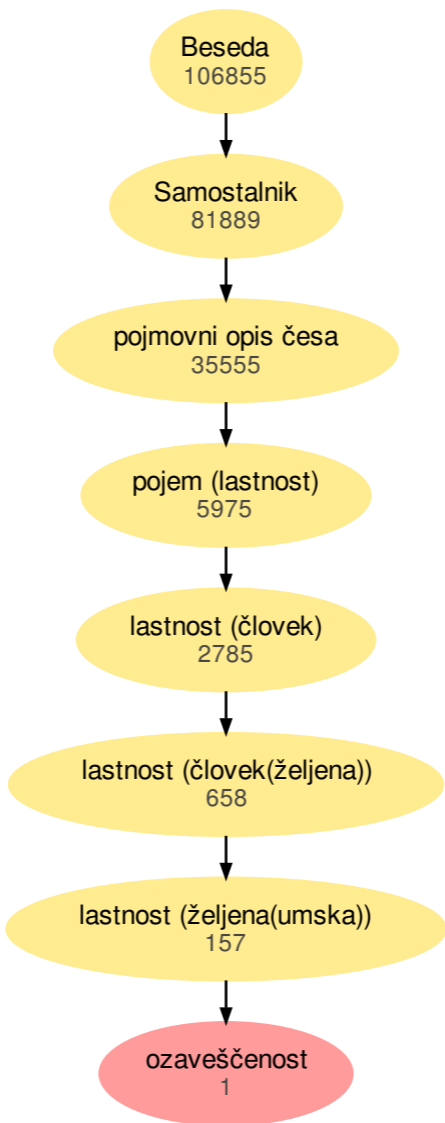 Beseda
106855
Samostalnik
81889
pojmovni opis česa
35555
pojem (lastnost)
5975
lastnost (človek)
2785
lastnost (človek(željena))
658
lastnost (željena(umska))
157
ozaveščenost
1